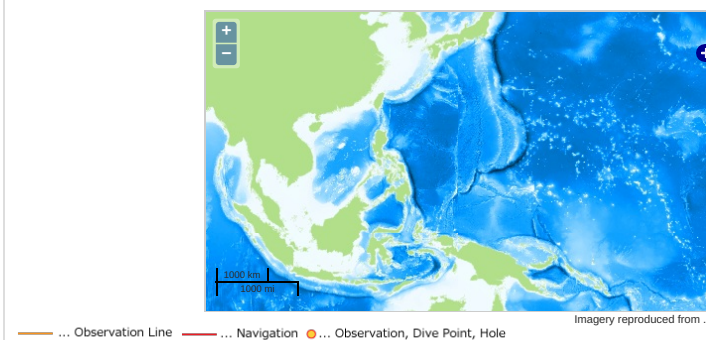 +
−
1000 km
1000 mi
Imagery reproduced from .
... Observation Line ... Navigation ... Observation, Dive Point, Hole